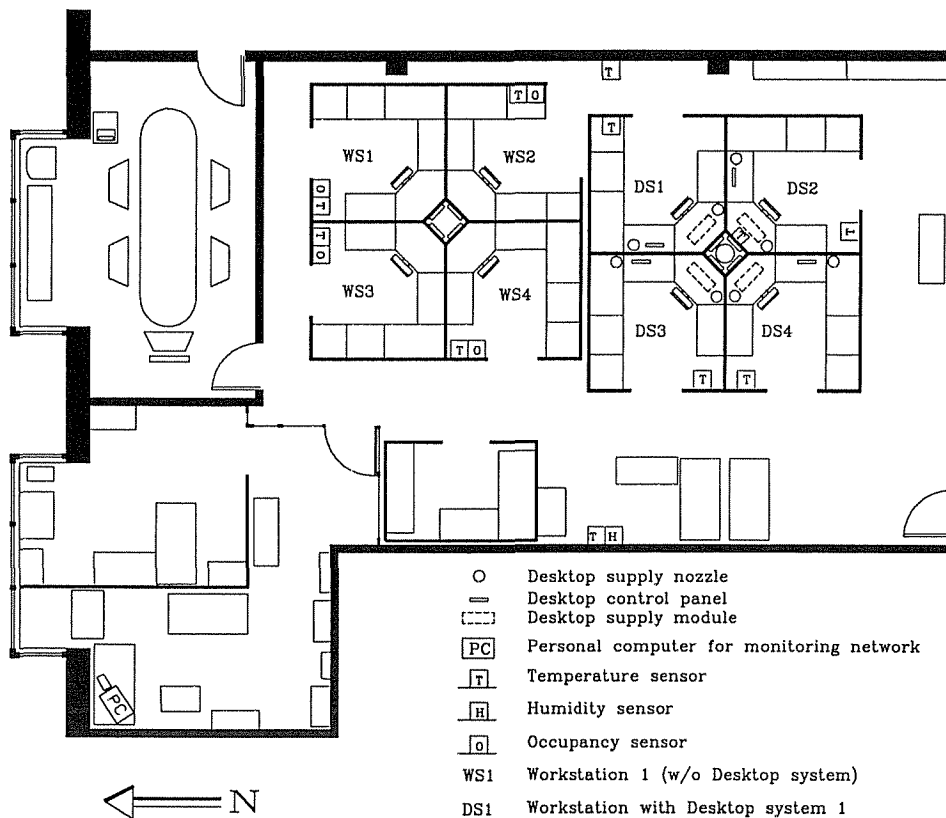 T
T O
T
WS1
WS2
DS1
DS2
O
T
T
T
T
O
WS3
WS4
DS3
DS4
T O
T
T
T H
Desktop supply nozzle
Desktop control panel
Desktop supply module
PC Personal computer for monitoring network
T Temperature sensor
H Humidity sensor
PC
O Occupancy sensor
WS1 Workstation 1 (w/o Desktop system)
N
DS1 Workstation with Desktop system 1